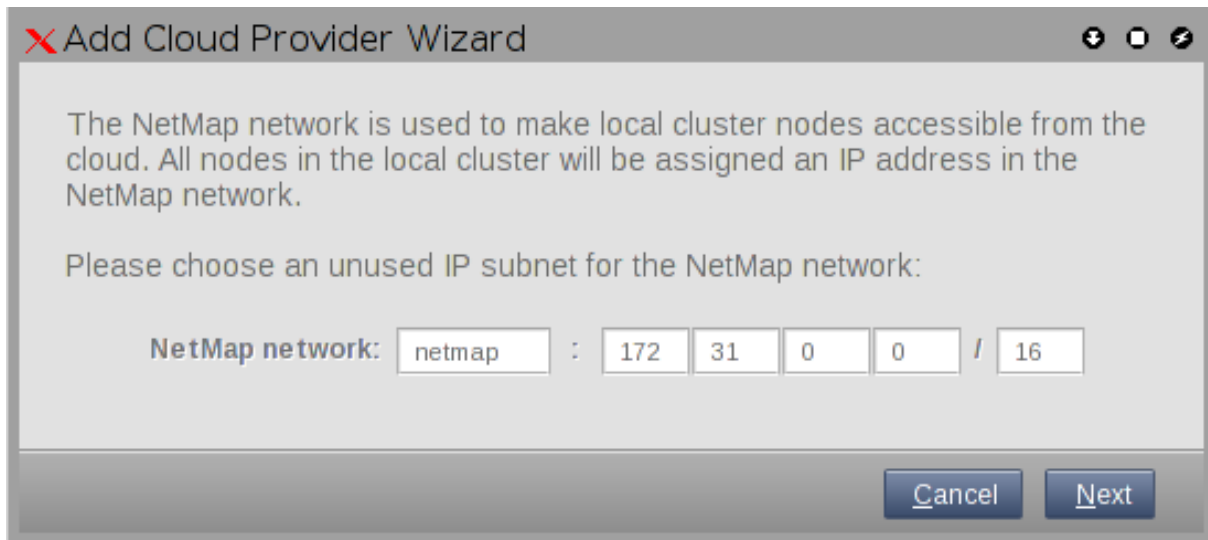 Add Cloud Provider Wizard
The NetMap network is used to make local cluster nodes accessible from the
cloud. All nodes in the local cluster will be assigned an IP address in the
NetMap network.
Please choose an unused IP subnet for the NetMap network:
NetMap network: netmap : 172 31 0 0 / 16
Cancel Next